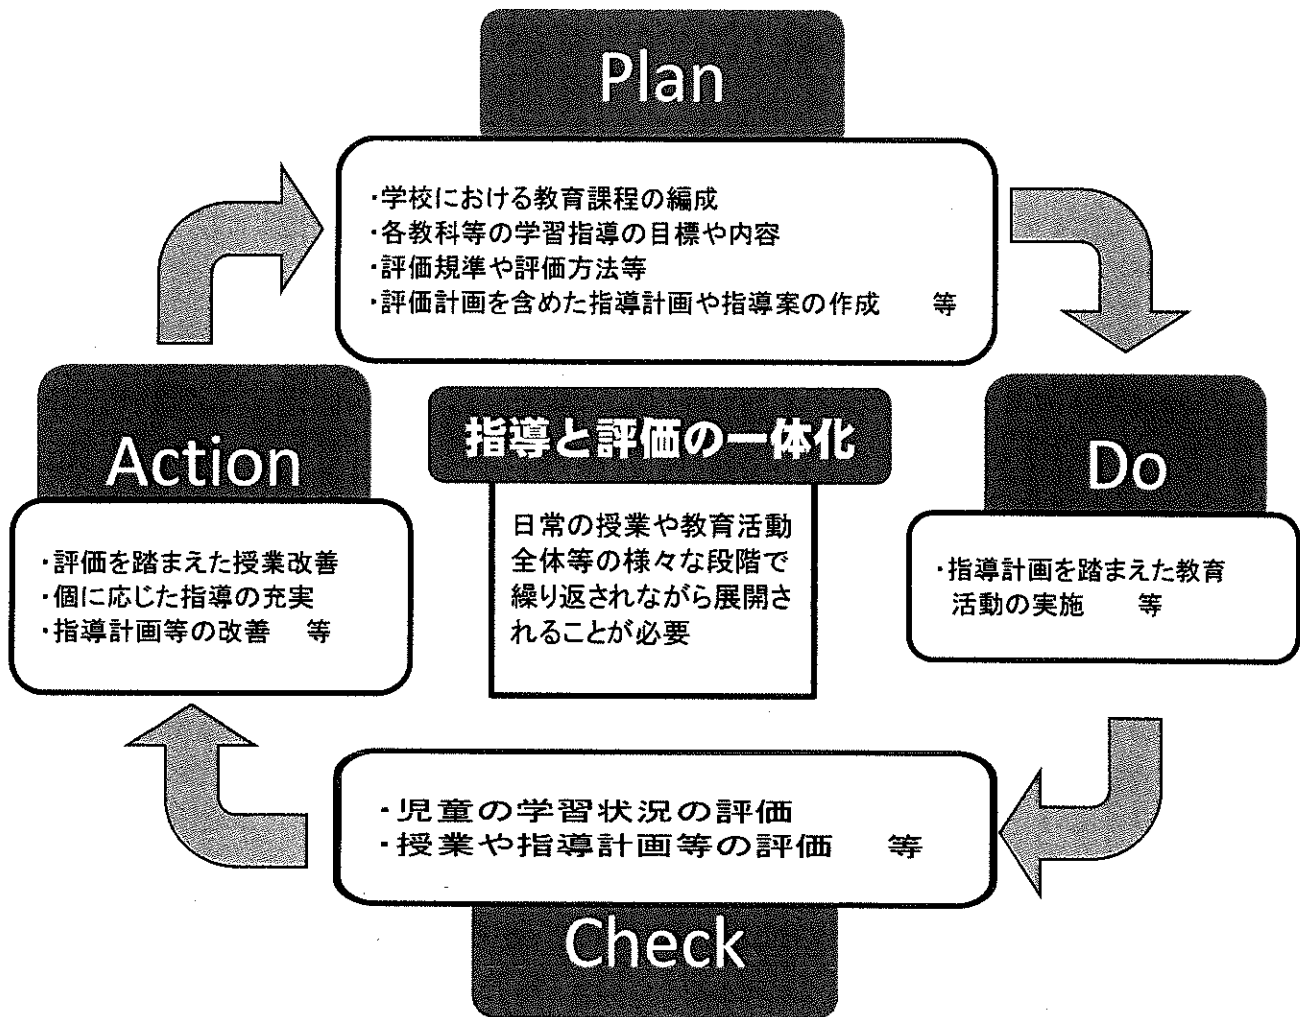 Plan
・学校における教育課程の編成
・各教科等の学習指導の目標や内容
・評価規準や評価方法等
・評価計画を含めた指導計画や指導案の作成　等
Action
・評価を踏まえた授業改善
・個に応じた指導の充実
・指導計画等の改善　等
指導と評価の一体化
日常の授業や教育活動
全体等の様々な段階で
繰り返されながら展開さ
れることが必要
Do
・指導計画を踏まえた教育
活動の実施　等
・児童の学習状況の評価
・授業や指導計画等の評価　等
Check